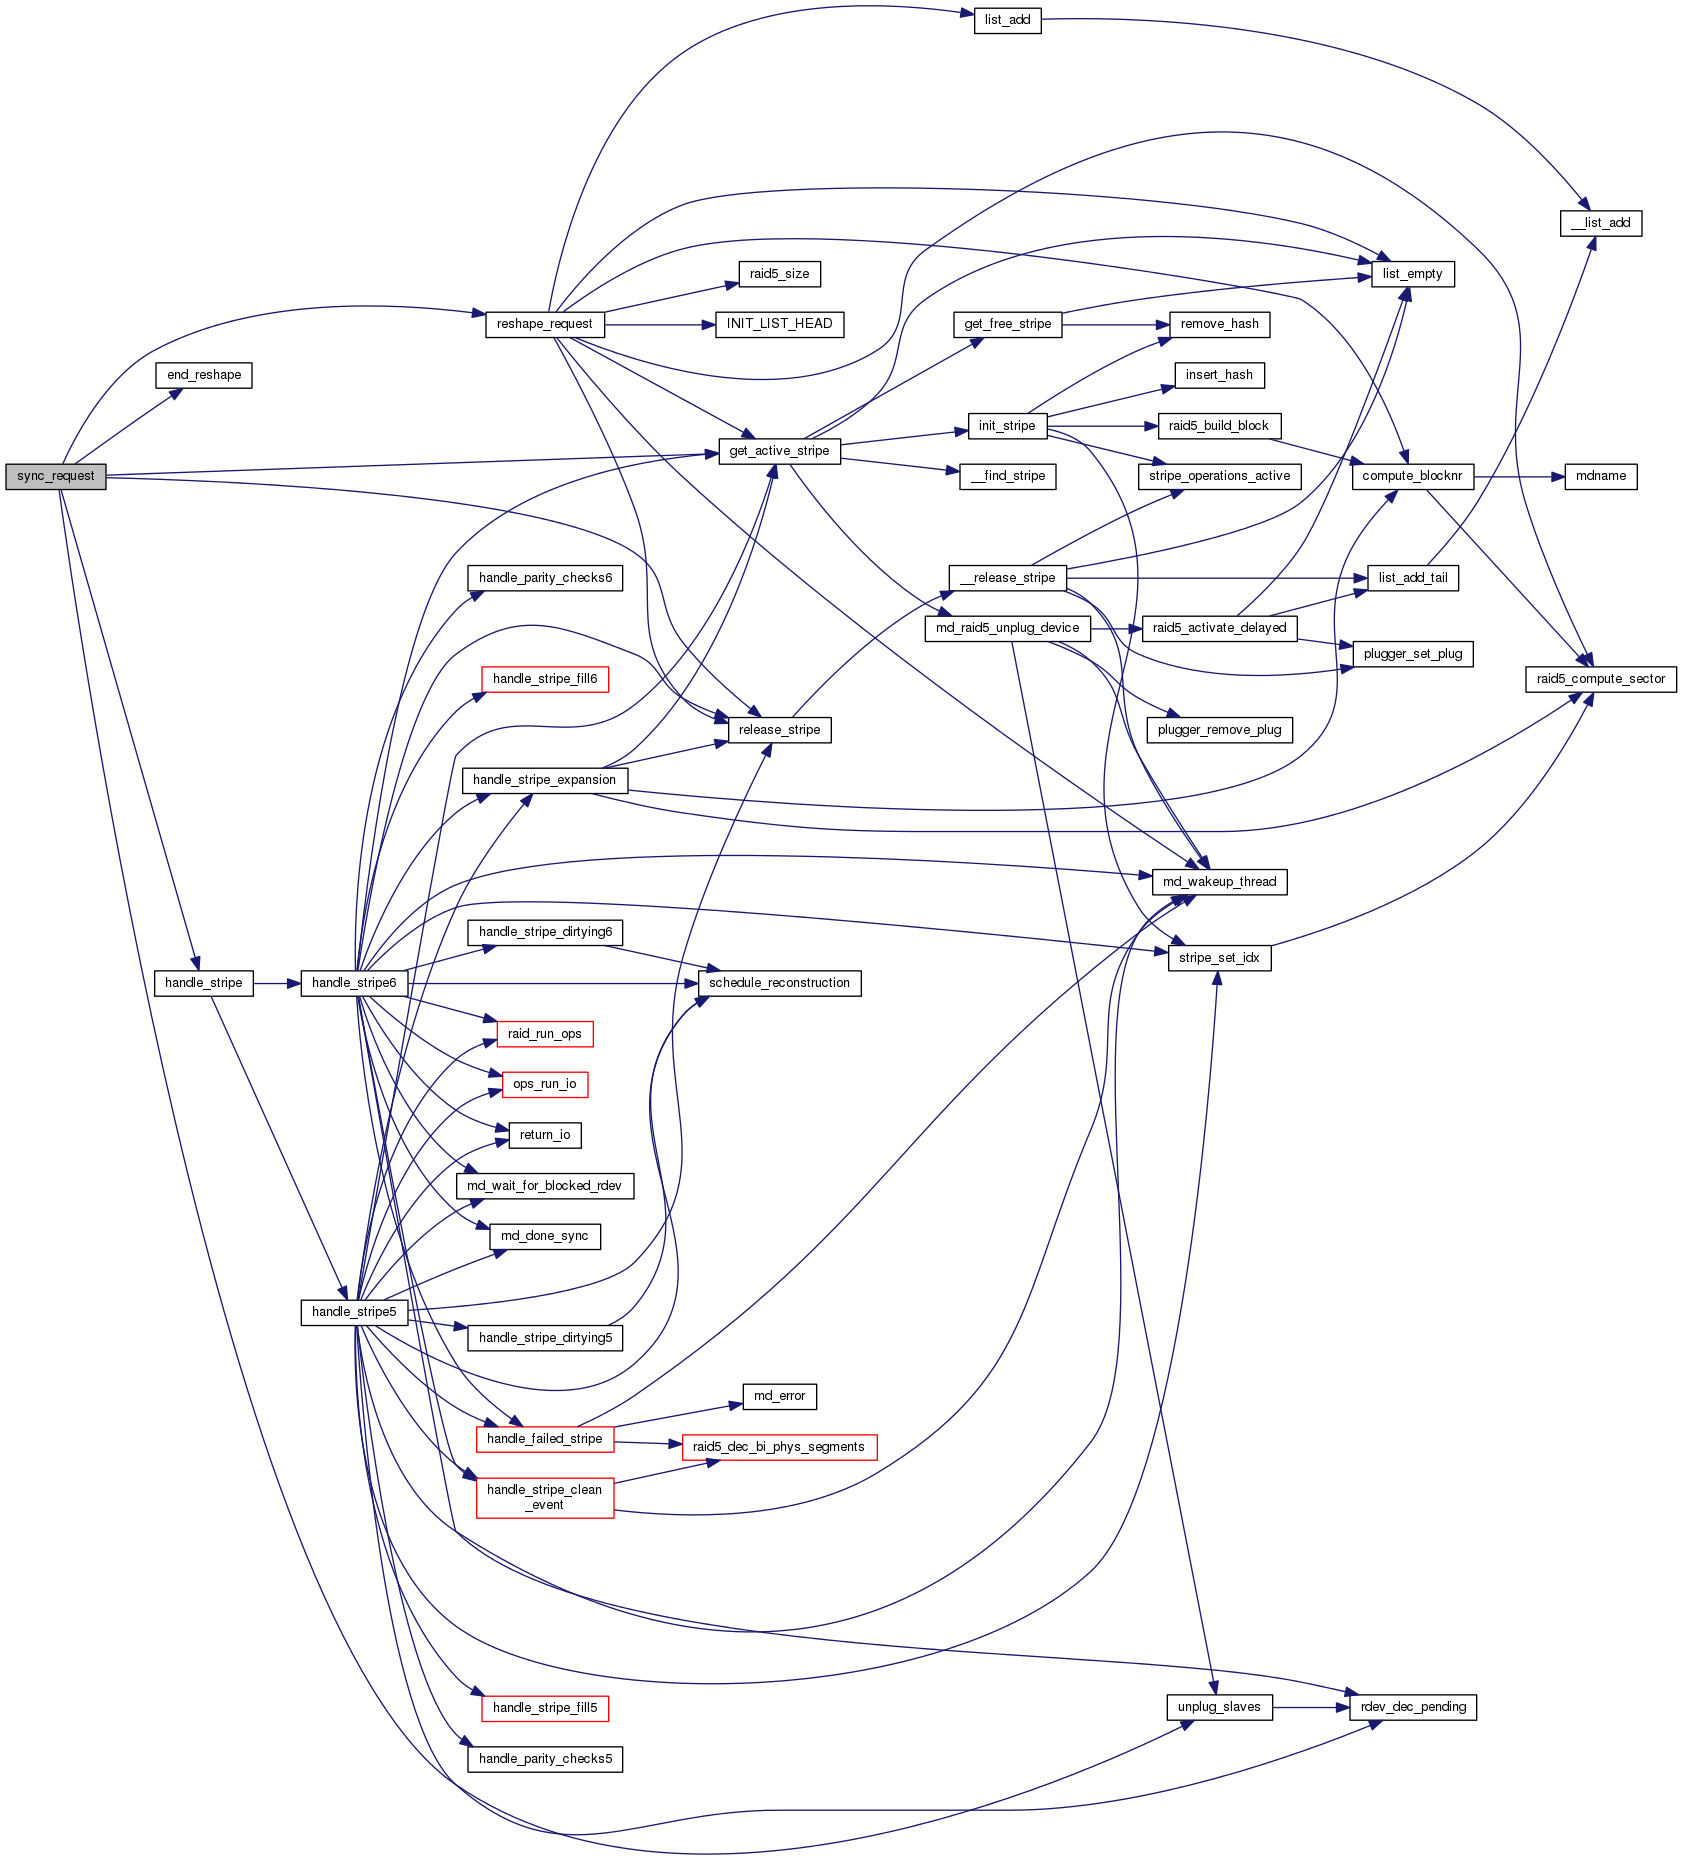 list_add
__list_add
raid5_size
list_empty
reshape_request
INIT_LIST_HEAD
get_free_stripe
remove_hash
end_reshape
insert_hash
init_stripe
raid5_build_block
get_active_stripe
sync_request
__find_stripe
stripe_operations_active
compute_blocknr
mdname
handle_parity_checks6
__release_stripe
list_add_tail
md_raid5_unplug_device
raid5_activate_delayed
plugger_set_plug
handle_stripe_fill6
raid5_compute_sector
release_stripe
plugger_remove_plug
handle_stripe_expansion
md_wakeup_thread
handle_stripe_dirtying6
stripe_set_idx
handle_stripe
handle_stripe6
schedule_reconstruction
raid_run_ops
ops_run_io
return_io
md_wait_for_blocked_rdev
md_done_sync
handle_stripe5
handle_stripe_dirtying5
md_error
handle_failed_stripe
raid5_dec_bi_phys_segments
handle_stripe_clean
_event
handle_stripe_fill5
unplug_slaves
rdev_dec_pending
handle_parity_checks5